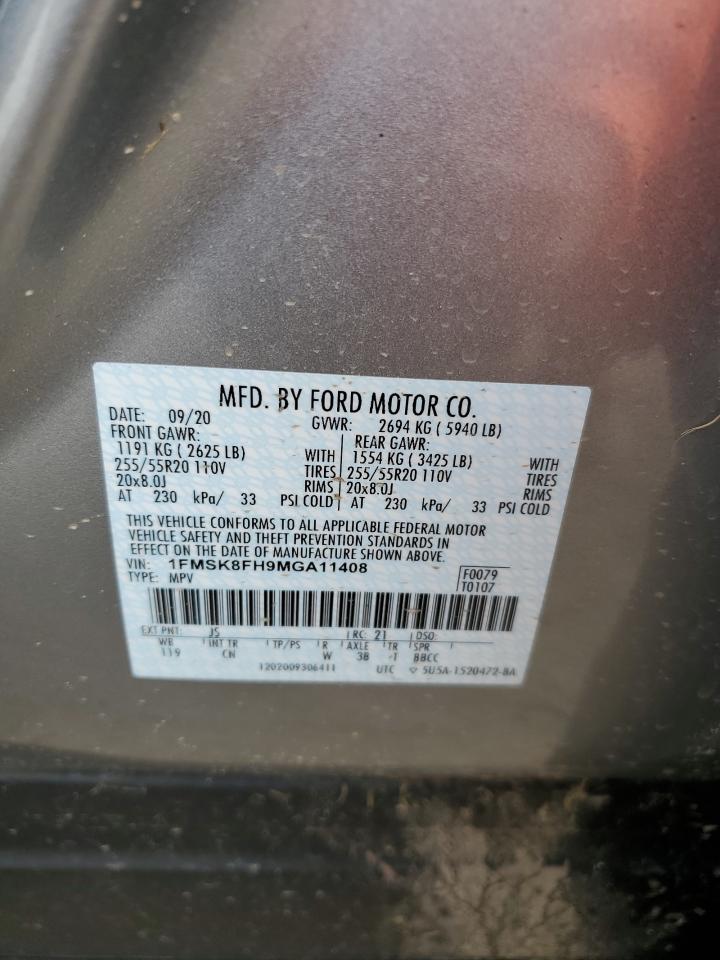 MFD. BY FORD MOTOR CO.
DATE: 09/20 GVWR: 2694 KG ( 5940 LB)
FRONT GAWR: REAR GAWR:
1191 KG ( 2625 LB) WITH 1554 KG ( 3425 LB) WITH
255/55R20 110V TIRES 255/55R20 110V TIRES
20x8.0J RIMS 20x8.0J RIMS
AT 230 kPa/ 33 PSI COLD AT 230 kPa/ 33 PSI COLD
THIS VEHICLE CONFORMS TO ALL APPLICABLE FEDERAL MOTOR
VEHICLE SAFETY AND THEFT PREVENTION STANDARDS IN
EFFECT ON THE DATE OF MANUFACTURE SHOWN ABOVE.
VIN: 1FMSK8FH9MGA11408 F0079
TYPE: MPV T0107
EXT PNT: JS RC: 21 DSO:
WB INT TR TP/PS R AXLE TR SPR
119 CN W 3B -T BBCC
1202009306411 UTC 5U5A-1520472-BA